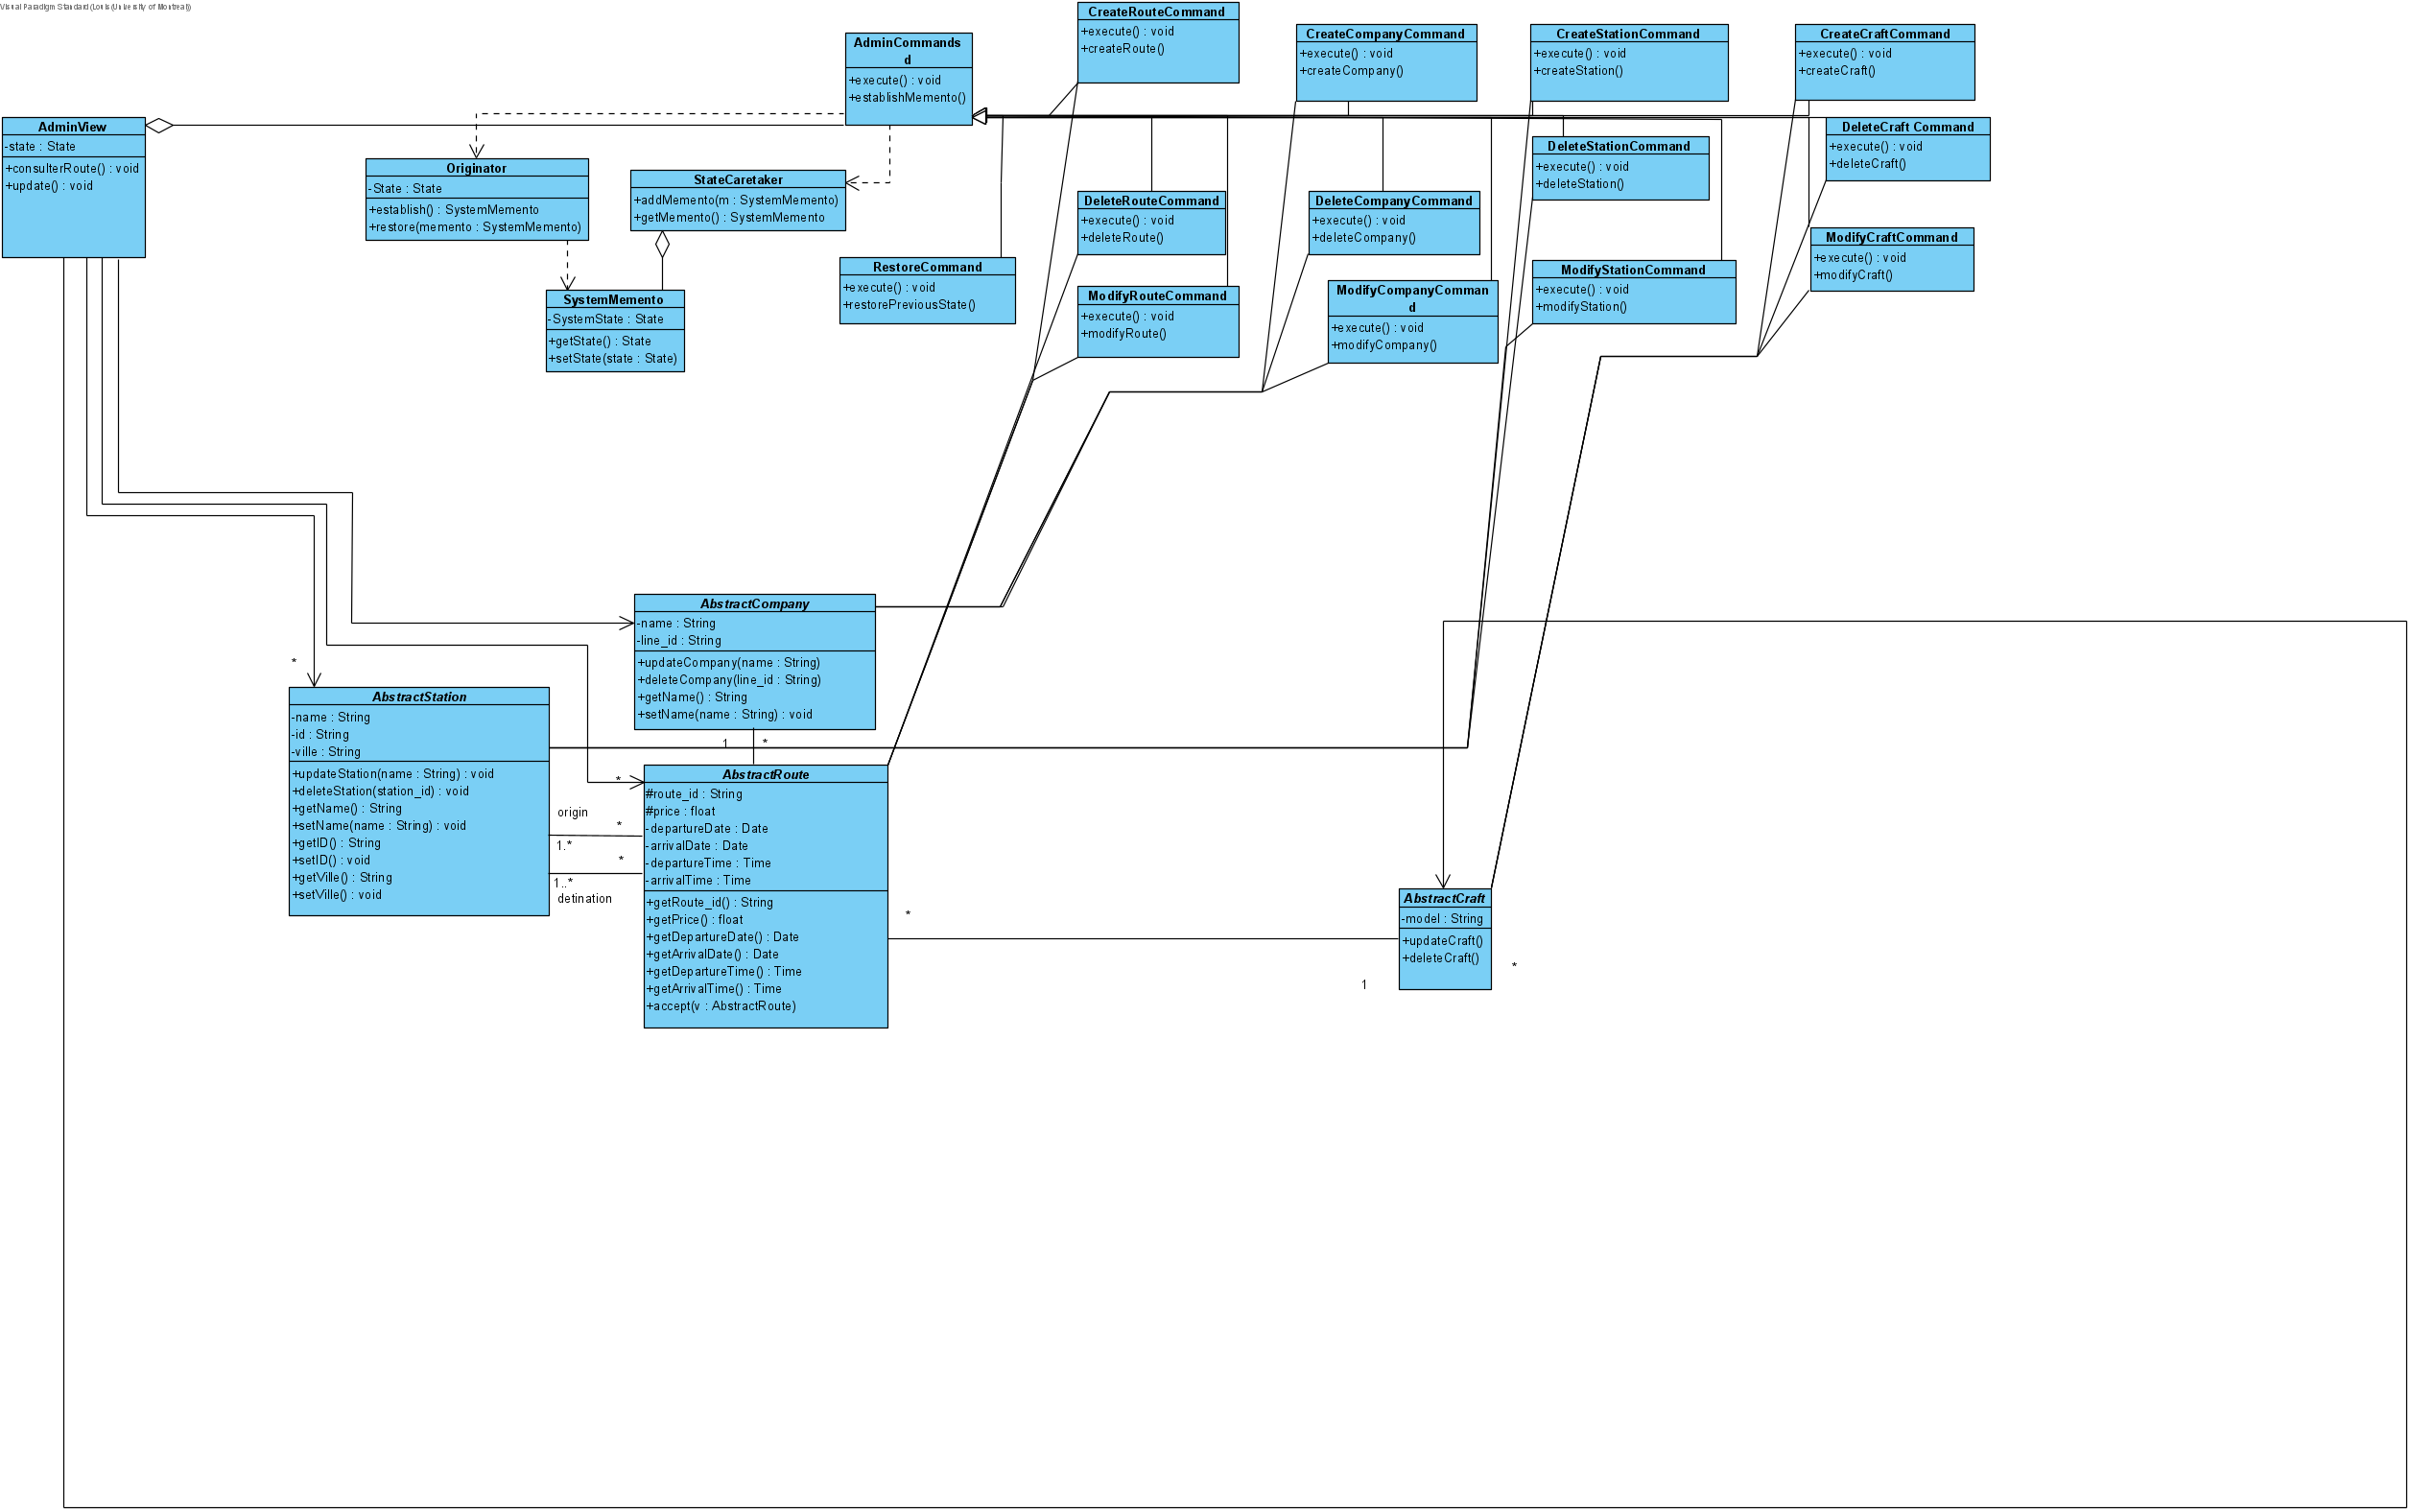 Visual Paradigm Standard (Louis (University of Montreal))
CreateRouteCommand
+execute() : void
+createRoute()
CreateCompanyCommand
+execute() : void
+createCompany()
CreateStationCommand
+execute() : void
+createStation()
CreateCraftCommand
+execute() : void
+createCraft()
AdminCommands
d
+execute() : void
+establishMemento()
AdminView
-state : State
+consulterRoute() : void
+update() : void
Originator
-State : State
+establish() : SystemMemento
+restore(memento : SystemMemento)
StateCaretaker
+addMemento(m : SystemMemento)
+getMemento() : SystemMemento
SystemMemento
-SystemState : State
+getState() : State
+setState(state : State)
RestoreCommand
+execute() : void
+restorePreviousState()
DeleteRouteCommand
+execute() : void
+deleteRoute()
ModifyRouteCommand
+execute() : void
+modifyRoute()
DeleteCompanyCommand
+execute() : void
+deleteCompany()
ModifyCompanyComman
d
+execute() : void
+modifyCompany()
DeleteStationCommand
+execute() : void
+deleteStation()
ModifyStationCommand
+execute() : void
+modifyStation()
DeleteCraft Command
+execute() : void
+deleteCraft()
ModifyCraftCommand
+execute() : void
+modifyCraft()
AbstractCompany
-name : String
-line_id : String
+updateCompany(name : String)
+deleteCompany(line_id : String)
+getName() : String
+setName(name : String) : void
1
*
*
AbstractStation
-name : String
-id : String
-ville : String
+updateStation(name : String) : void
+deleteStation(station_id) : void
+getName() : String
+setName(name : String) : void
+getID() : String
+setID() : void
+getVille() : String
+setVille() : void
*
origin
*
1.*
*
1..*
detination
AbstractRoute
#route_id : String
#price : float
-departureDate : Date
-arrivalDate : Date
-departureTime : Time
-arrivalTime : Time
+getRoute_id() : String
+getPrice() : float
+getDepartureDate() : Date
+getArrivalDate() : Date
+getDepartureTime() : Time
+getArrivalTime() : Time
+accept(v : AbstractRoute)
*
1
AbstractCraft
-model : String
+updateCraft()
+deleteCraft()
*